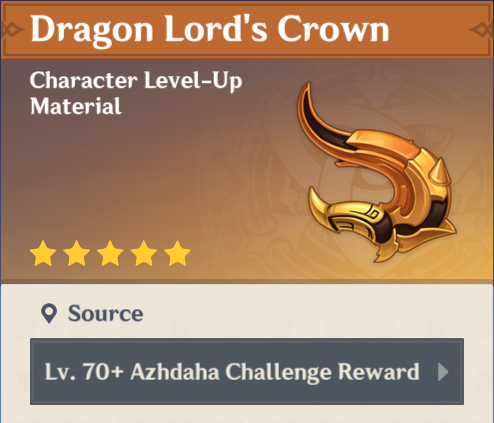 Dragon Lord's Crown
Character Level-Up
Material
Source
Lv. 70+ Azhdaha Challenge Reward